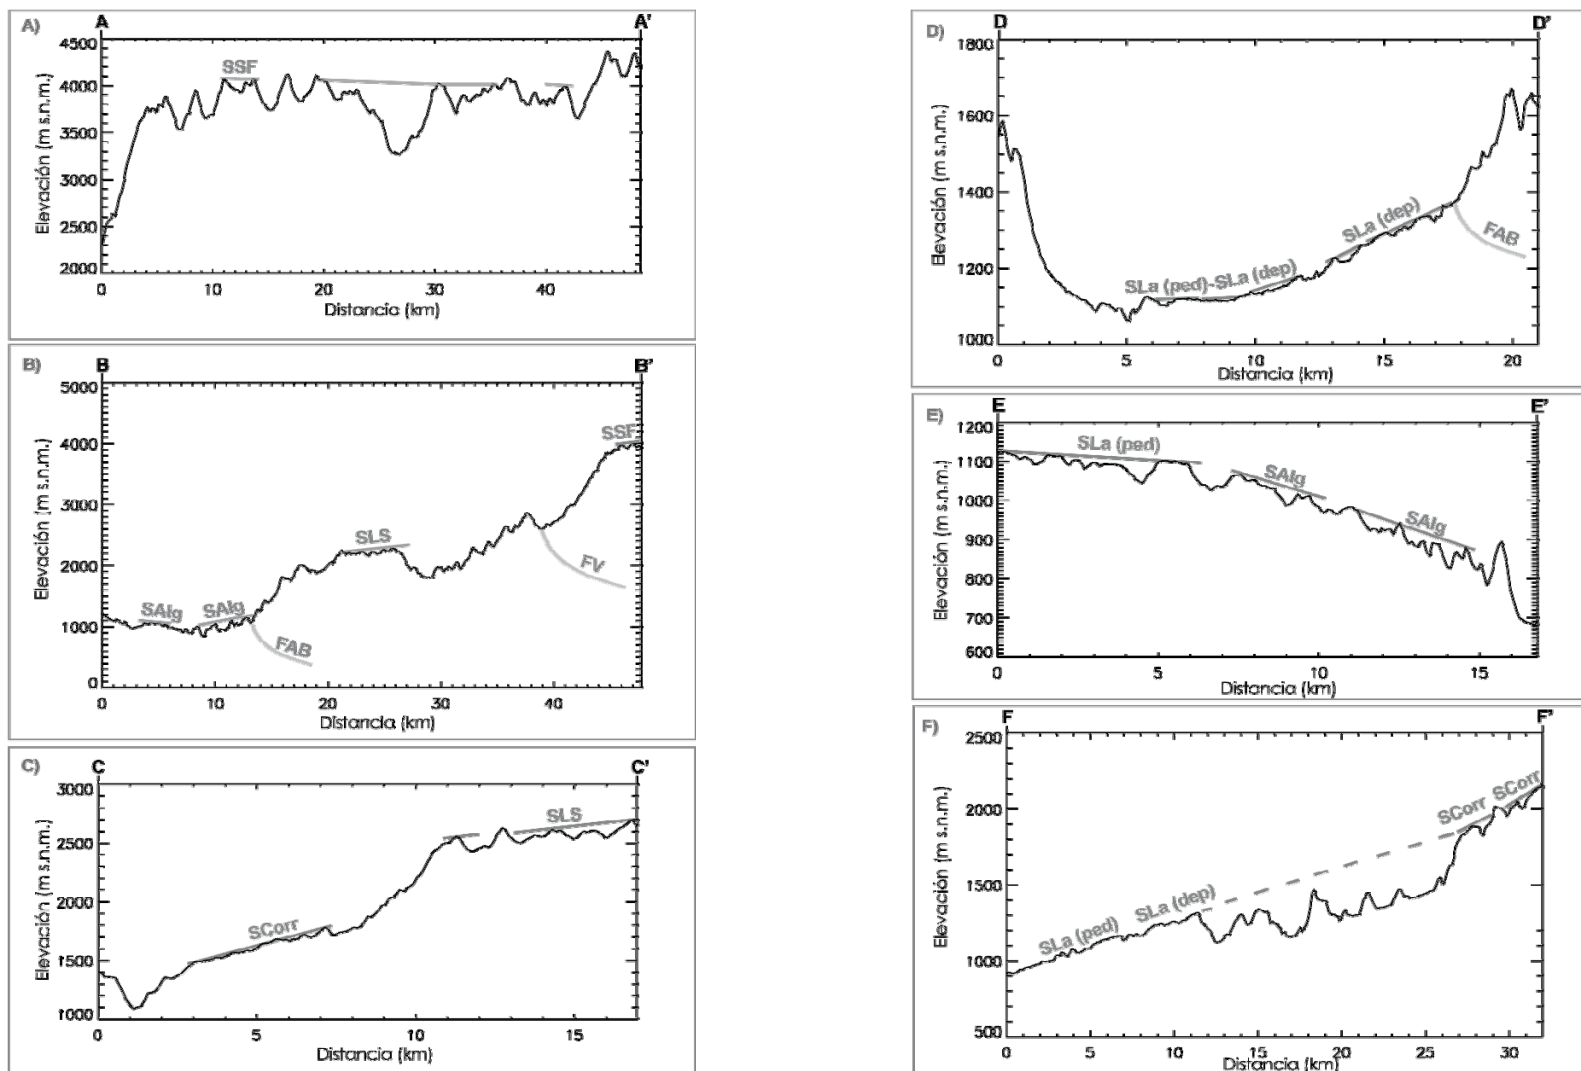 A)
A A'
4500
4000
3500
3000
2500
2000
Elevación (m s.n.m.)
SSF
0 10 20 30 40
Distancia (km)
B)
B B'
5000
4000
3000
2000
1000
0
Elevación (m s.n.m.)
SAlg SAlg FAB SLS FV SSF
0 10 20 30 40
Distancia (km)
C)
C C'
3000
2500
2000
1500
1000
Elevación (m s.n.m.)
SCorr SLS
0 5 10 15
Distancia (km)
D)
D D'
1800
1600
1400
1200
1000
Elevación (m s.n.m.)
SLa (ped)-SLa (dep) SLa (dep) FAB
0 5 10 15 20
Distancia (km)
E)
E E'
1200
1100
1000
900
800
700
600
Elevación (m s.n.m.)
SLa (ped) SAlg SAlg
0 5 10 15
Distancia (km)
F)
F F'
2500
2000
1500
1000
500
Elevación (m s.n.m.)
SLa (ped) SLa (dep) SCorr SCorr
0 5 10 15 20 25 30
Distancia (km)